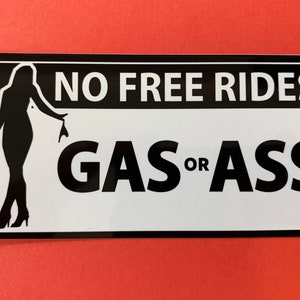 NO FREE RIDES
GAS OR ASS